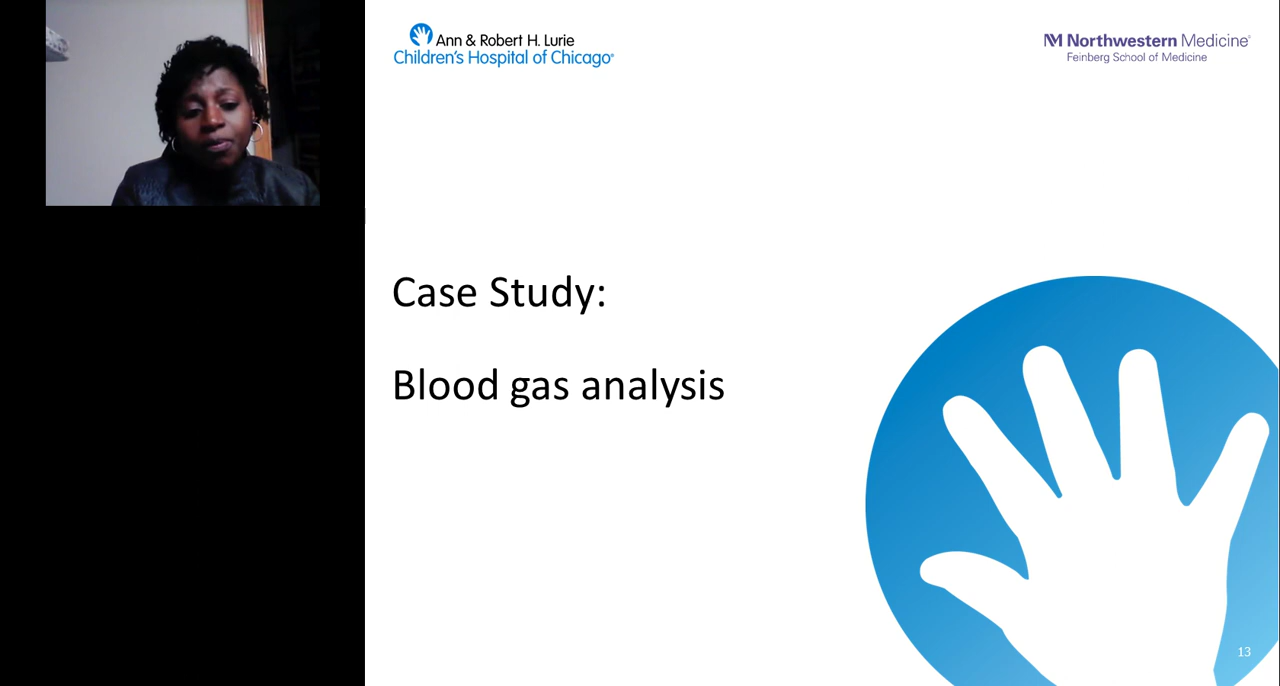 Ann & Robert H. Lurie
Children's Hospital of Chicago®
Northwestern Medicine®
Feinberg School of Medicine
Case Study:
Blood gas analysis
13